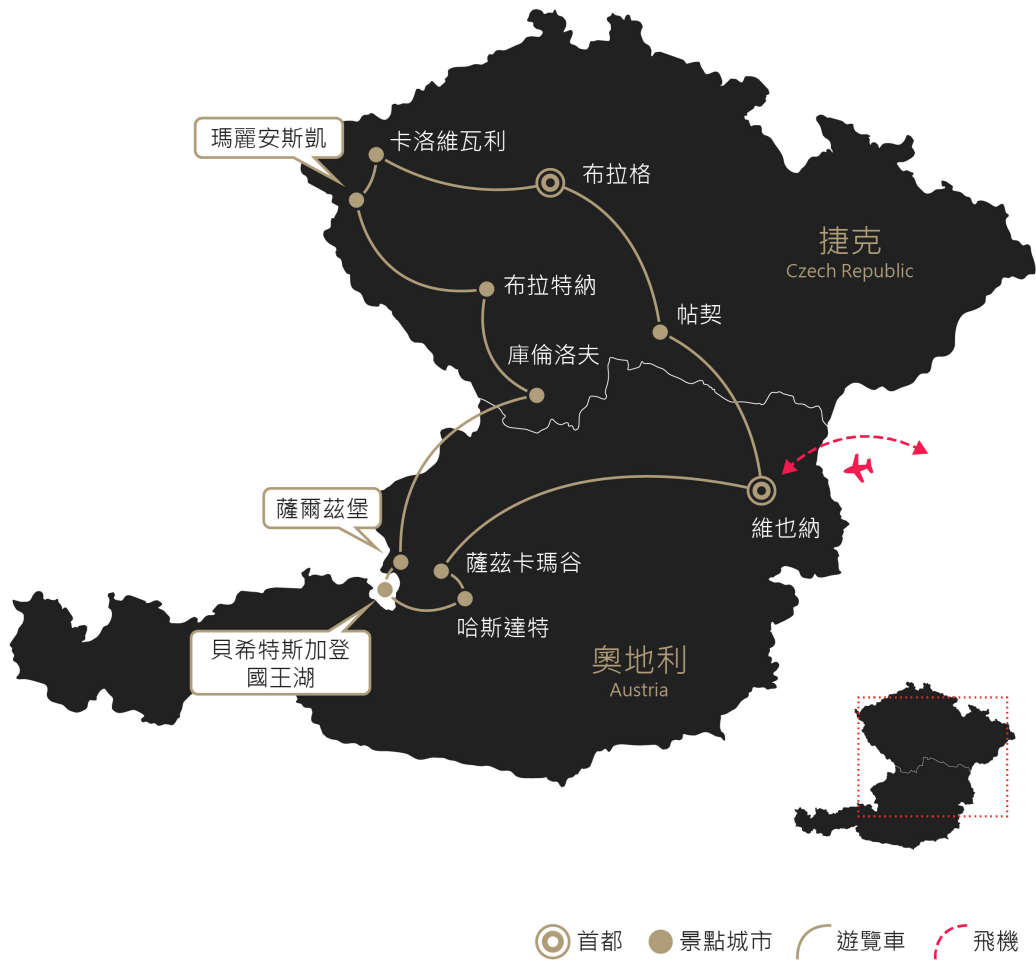 瑪麗安斯凱
卡洛維瓦利
布拉格
捷克
Czech Republic
布拉特納
帖契
庫倫洛夫
薩爾茲堡
維也納
薩茲卡瑪谷
哈斯達特
貝希特斯加登
國王湖
奧地利
Austria
首都
景點城市
遊覽車
飛機